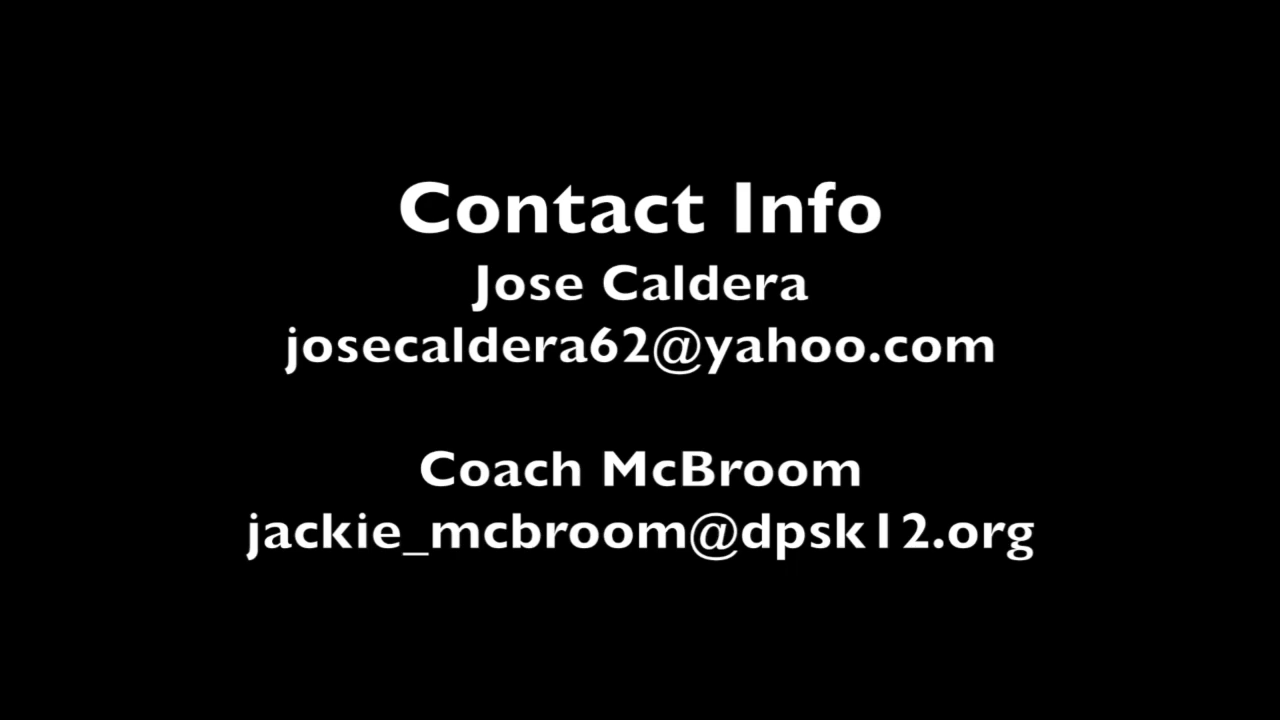 Contact Info
Jose Caldera
josecaldera62@yahoo.com
Coach McBroom
jackie_mcbroom@dpsk12.org